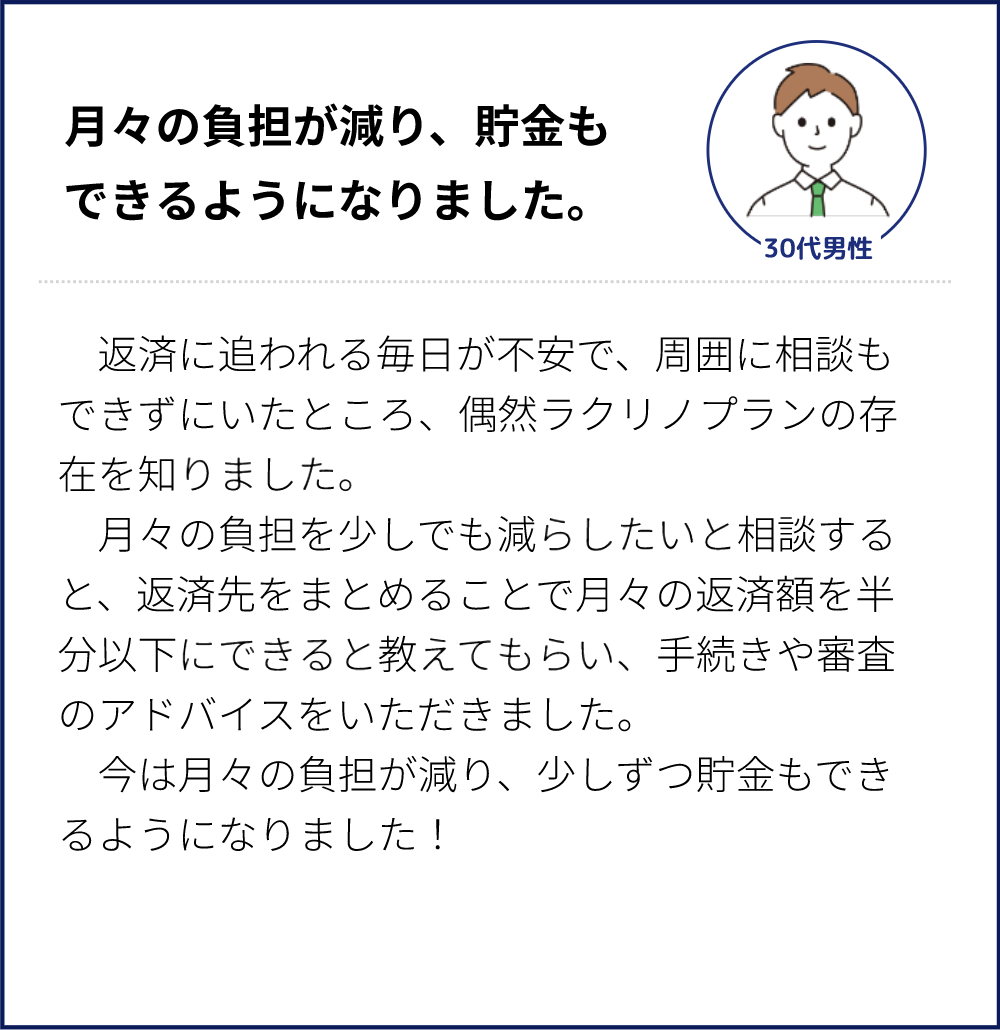 月々の負担が減り、貯金も
できるようになりました。
30代男性
返済に追われる毎日が不安で、周囲に相談も
できずにいたところ、偶然ラクリノプランの存
在を知りました。
月々の負担を少しでも減らしたいと相談する
と、返済先をまとめることで月々の返済額を半
分以下にできると教えてもらい、手続きや審査
のアドバイスをいただきました。
今は月々の負担が減り、少しずつ貯金もでき
るようになりました！